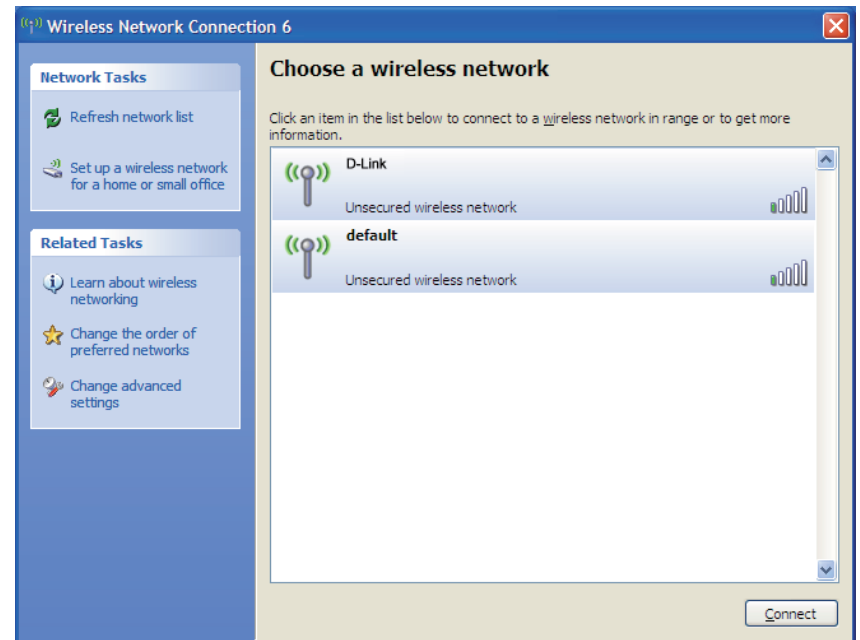 Wireless Network Connection 6
Network Tasks
Refresh network list
Set up a wireless network
for a home or small office
Related Tasks
Learn about wireless
networking
Change the order of
preferred networks
Change advanced
settings
Choose a wireless network
Click an item in the list below to connect to a wireless network in range or to get more
information.
D-Link
Unsecured wireless network
default
Unsecured wireless network
Connect